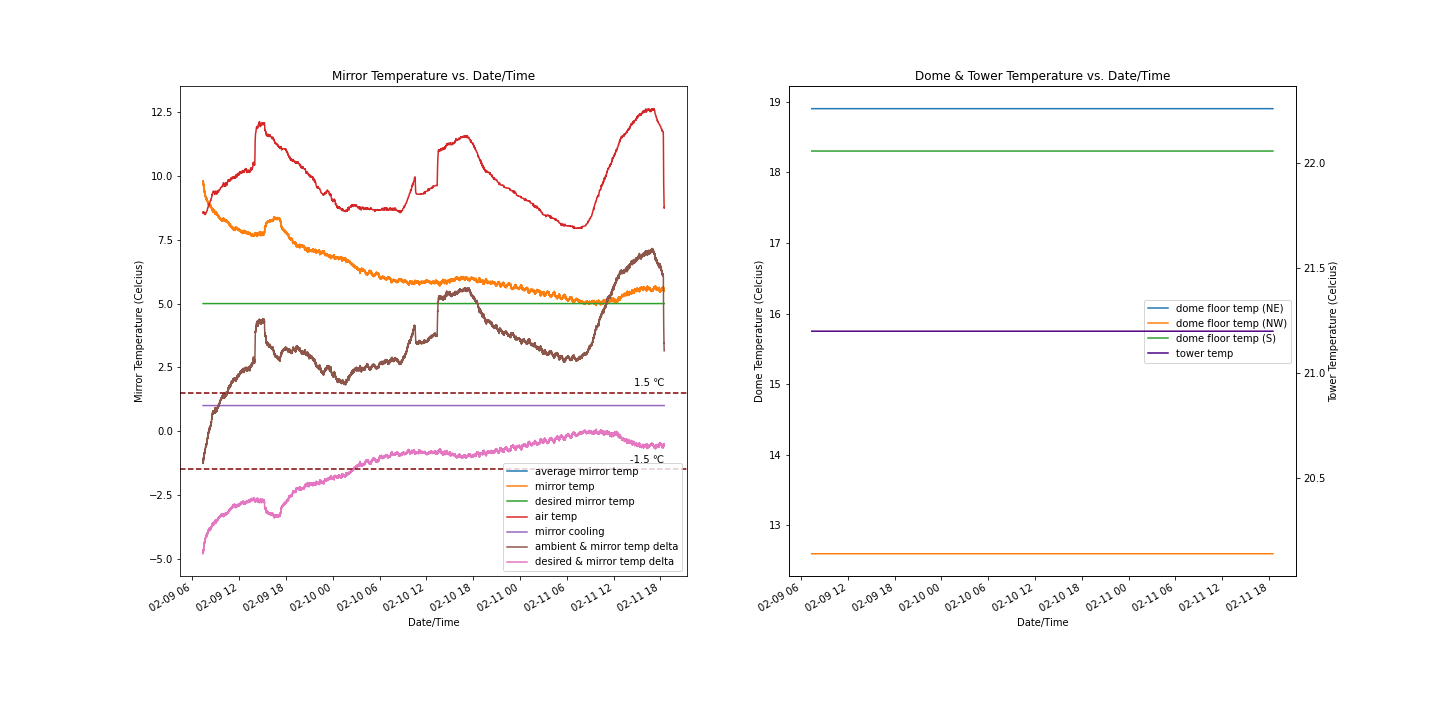 Mirror Temperature vs. Date/Time
12.5
10.0
7.5
5.0
2.5
0.0
−2.5
−5.0
Mirror Temperature (Celcius)
1.5 °C
-1.5 °C
average mirror temp
mirror temp
desired mirror temp
air temp
mirror cooling
ambient & mirror temp delta
desired & mirror temp delta
02-09 06
02-09 12
02-09 18
02-10 00
02-10 06
02-10 12
02-10 18
02-11 00
02-11 06
02-11 12
02-11 18
Date/Time
Dome & Tower Temperature vs. Date/Time
19
18
17
16
15
14
13
Dome Temperature (Celcius)
dome floor temp (NE)
dome floor temp (NW)
dome floor temp (S)
tower temp
22.0
21.5
21.0
20.5
Tower Temperature (Celcius)
02-09 06
02-09 12
02-09 18
02-10 00
02-10 06
02-10 12
02-10 18
02-11 00
02-11 06
02-11 12
02-11 18
Date/Time